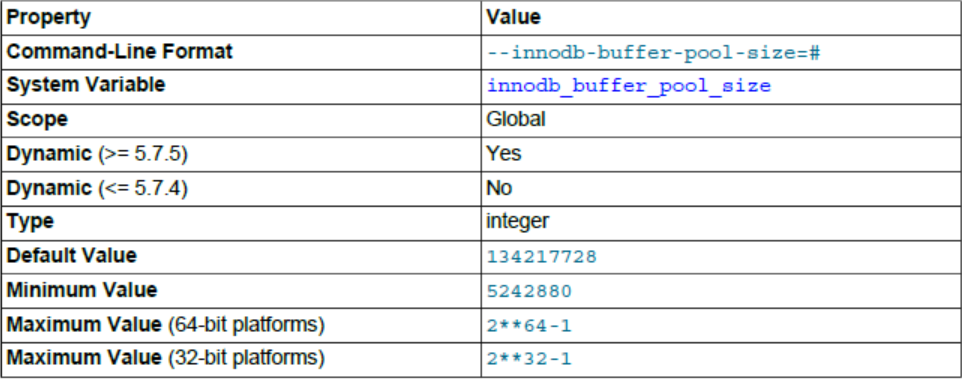 Property Value
Command-Line Format --innodb-buffer-pool-size=#
System Variable innodb_buffer_pool_size
Scope Global
Dynamic (>= 5.7.5) Yes
Dynamic (<= 5.7.4) No
Type integer
Default Value 134217728
Minimum Value 5242880
Maximum Value (64-bit platforms) 2**64-1
Maximum Value (32-bit platforms) 2**32-1